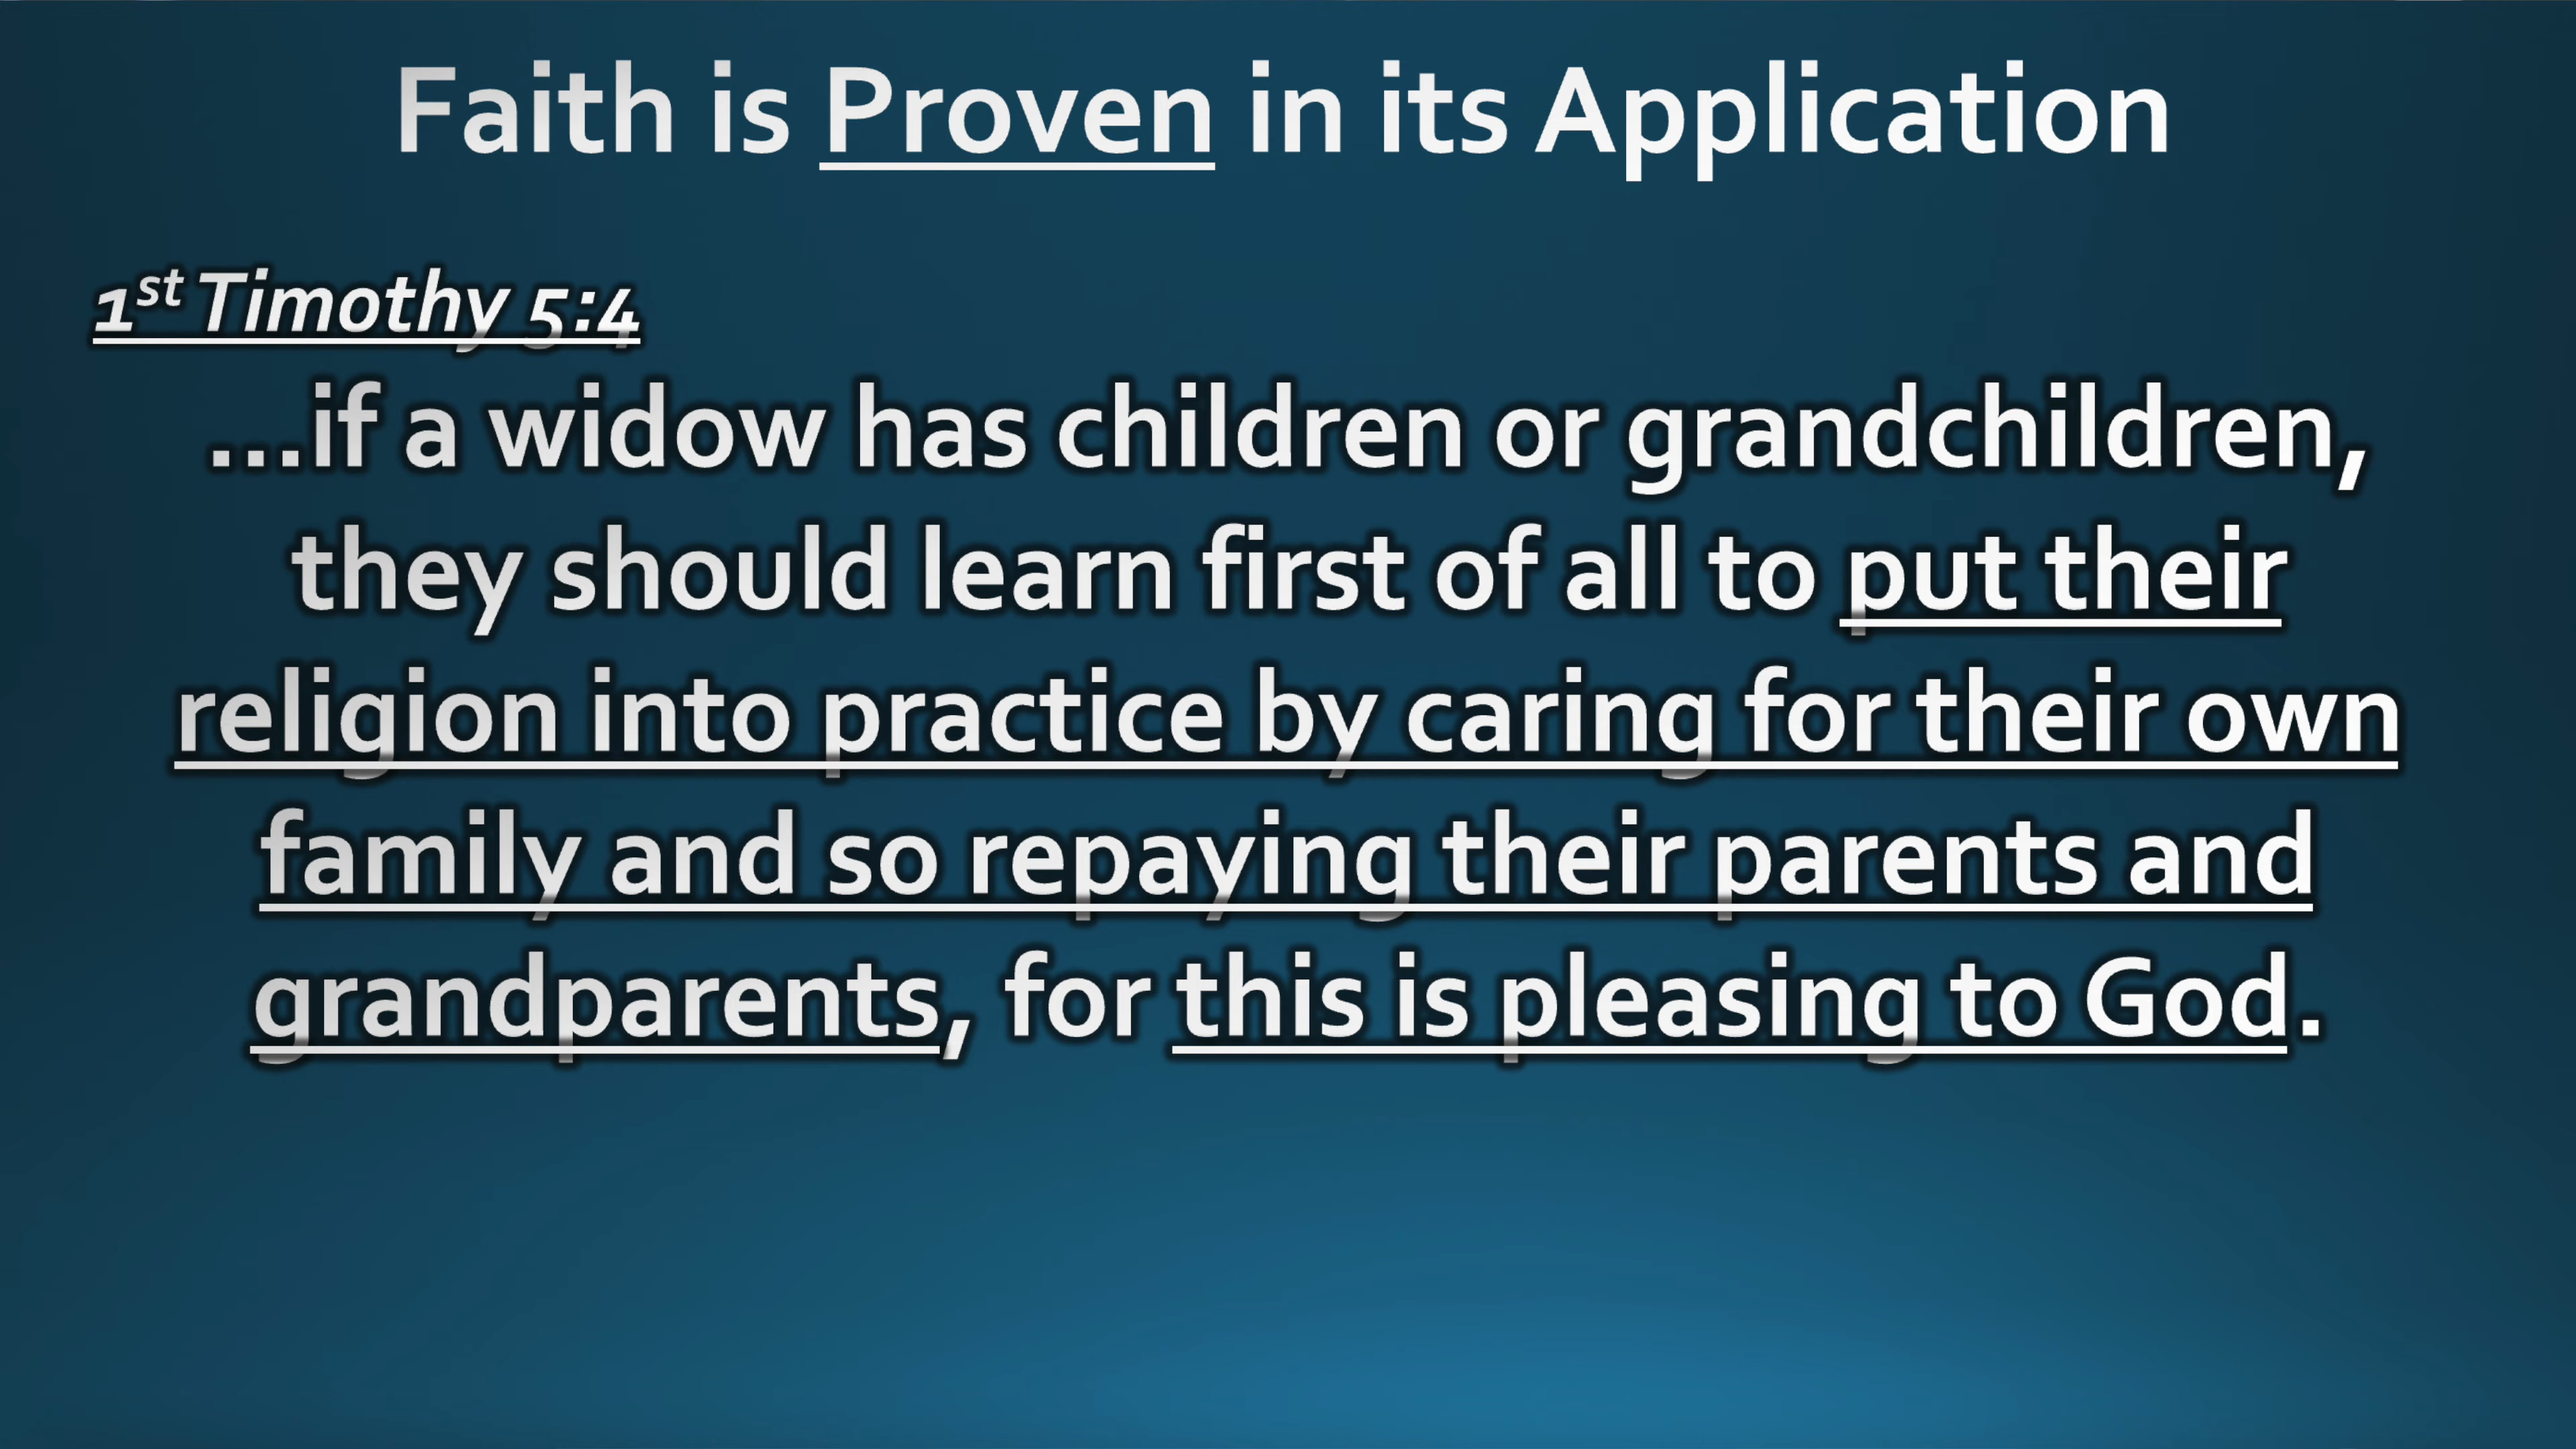 Faith is Proven in its Application
1st Timothy 5:4
...if a widow has children or grandchildren,
they should learn first of all to put their
religion into practice by caring for their own
family and so repaying their parents and
grandparents, for this is pleasing to God.